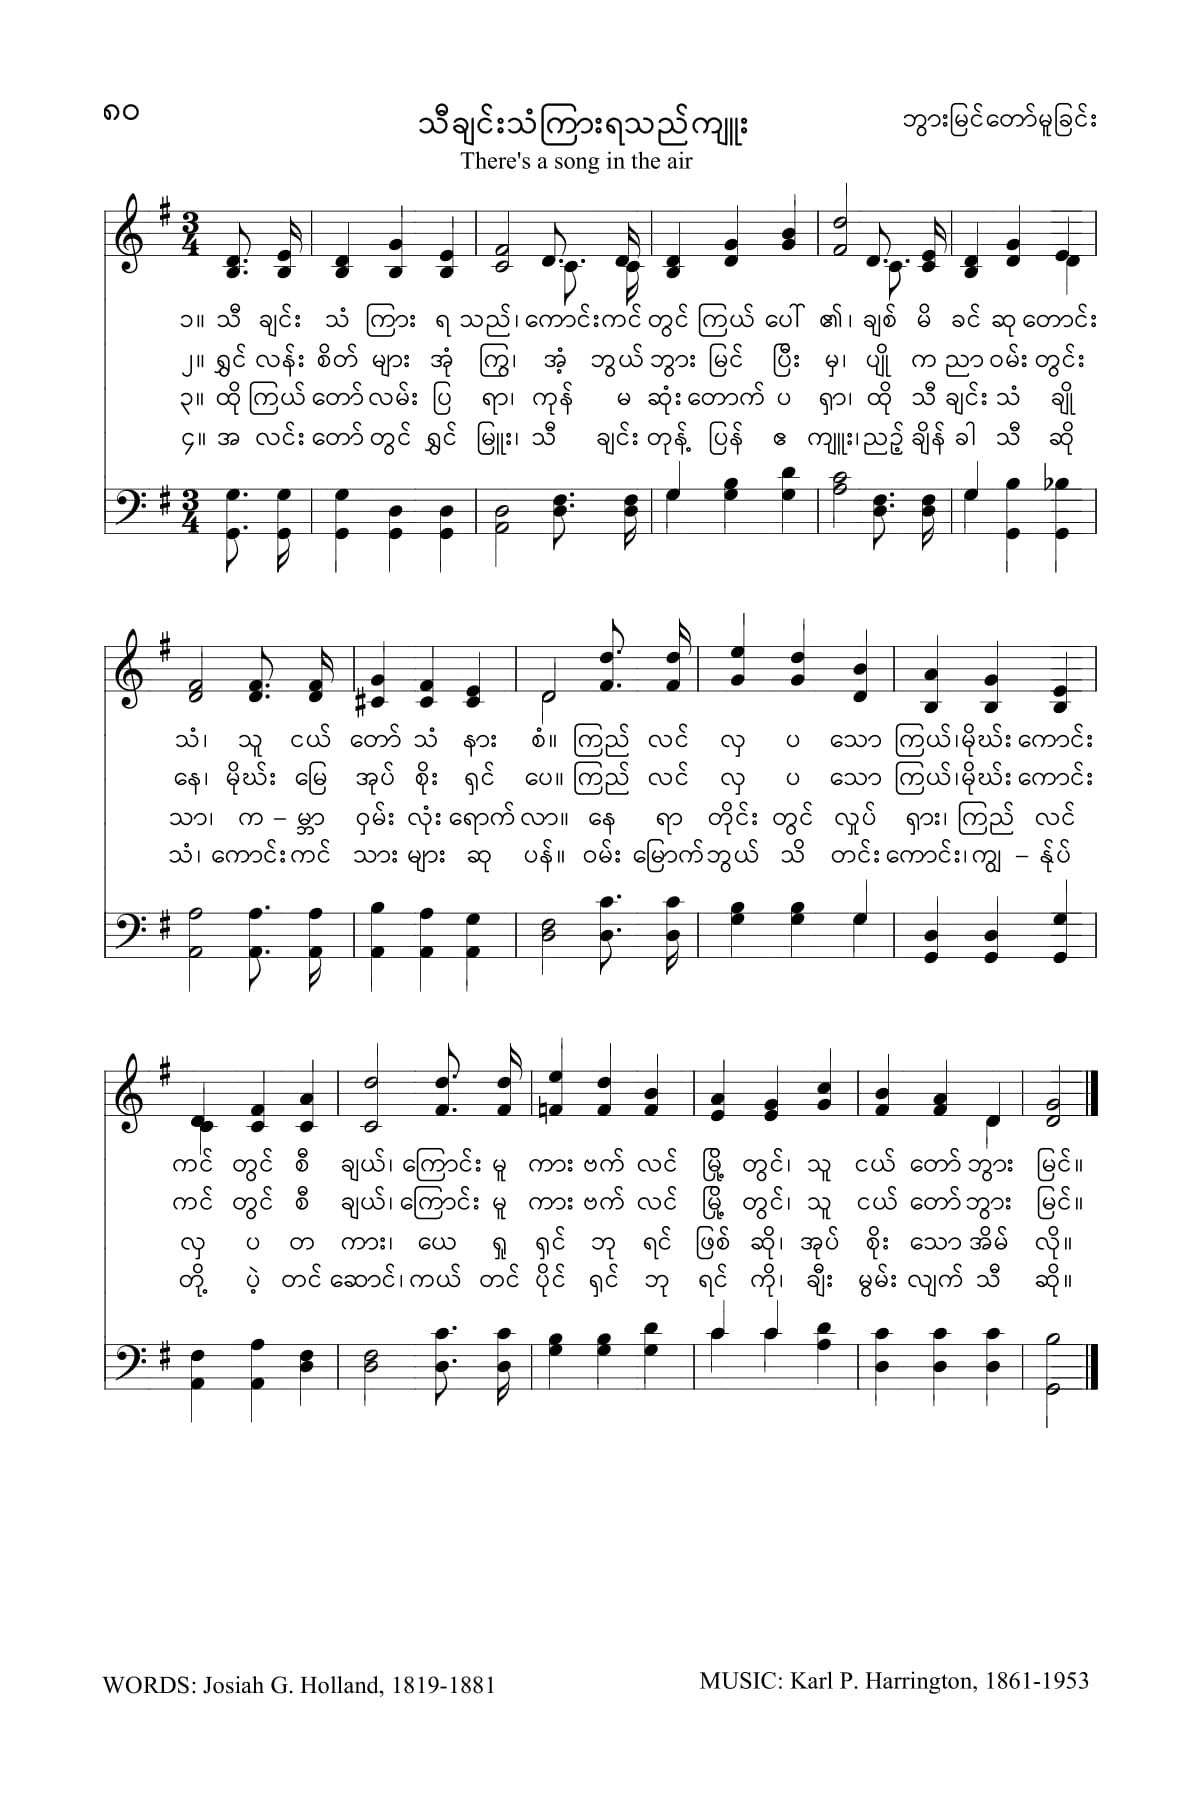 ၈၀
သီချင်းသံကြားရသည်ကျူး
ဘွားမြင်တော်မူခြင်း
There's a song in the air
၁။ သီ ချင်း သံ ကြား ရ သည်၊ ကောင်းကင် တွင် ကြယ် ပေါ် ၏၊ ချစ် မိ ခင် ဆု တောင်း
၂။ ရွှင် လန်း စိတ် များ အုံ ကြွ၊ အံ့ ဘွယ် ဘွား မြင် ပြီး မှ၊ ပျို က ညာ ဝမ်း တွင်း
၃။ ထို ကြယ် တော် လမ်း ပြ ရာ၊ ကုန် မ ဆုံး တောက် ပ ရှာ၊ ထို သီ ချင်း သံ ချို
၄။ အ လင်း တော် တွင် ရွှင် မြူး၊ သီ ချင်း တုန့် ပြန် ဧ ကျူး၊ ညဉ့် ချိန် ခါ သီ ဆို
သံ၊ သူ ငယ် တော် သံ နား စံ။ ကြည် လင် လှ ပ သော ကြယ်၊ မိုဃ်း ကောင်း
နေ၊ မိုဃ်း မြေ အုပ် စိုး ရှင် ပေ။ ကြည် လင် လှ ပ သော ကြယ်၊ မိုဃ်း ကောင်း
သာ၊ က – မ္ဘာ ဝှမ်း လုံး ရောက် လာ။ နေ ရာ တိုင်း တွင် လှုပ် ရှား၊ ကြည် လင်
သံ၊ ကောင်း ကင် သား များ ဆု ပန်။ ဝမ်း မြောက် ဘွယ် သိ တင်း ကောင်း၊ ကျွ – န်ုပ်
ကင် တွင် စီ ချယ်၊ ကြောင်း မူ ကား ဗက် လင် မြို့ တွင်၊ သူ ငယ် တော် ဘွား မြင်။
ကင် တွင် စီ ချယ်၊ ကြောင်း မူ ကား ဗက် လင် မြို့ တွင်၊ သူ ငယ် တော် ဘွား မြင်။
လှ ပ တ ကား၊ ယေ ရှု ရှင် ဘု ရင် ဖြစ် ဆို၊ အုပ် စိုး သော အိမ် လို။
တို့ ပဲ့ တင် ဆောင်၊ ကယ် တင် ပိုင် ရှင် ဘု ရင် ကို၊ ချီး မွမ်း လျက် သီ ဆို။
WORDS: Josiah G. Holland, 1819-1881
MUSIC: Karl P. Harrington, 1861-1953